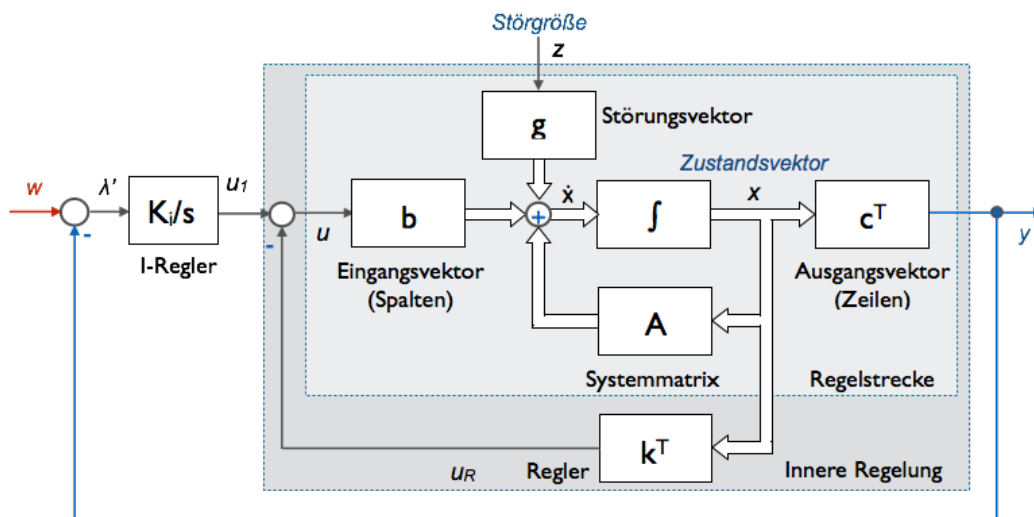 Störgröße
z
g
Störungsvektor
Zustandsvektor
w
λ'
Ki/s
u1
u
b
+
ẋ
∫
x
cT
y
-
-
I-Regler
Eingangsvektor
(Spalten)
Ausgangsvektor
(Zeilen)
A
Systemmatrix
Regelstrecke
kT
uR
Regler
Innere Regelung